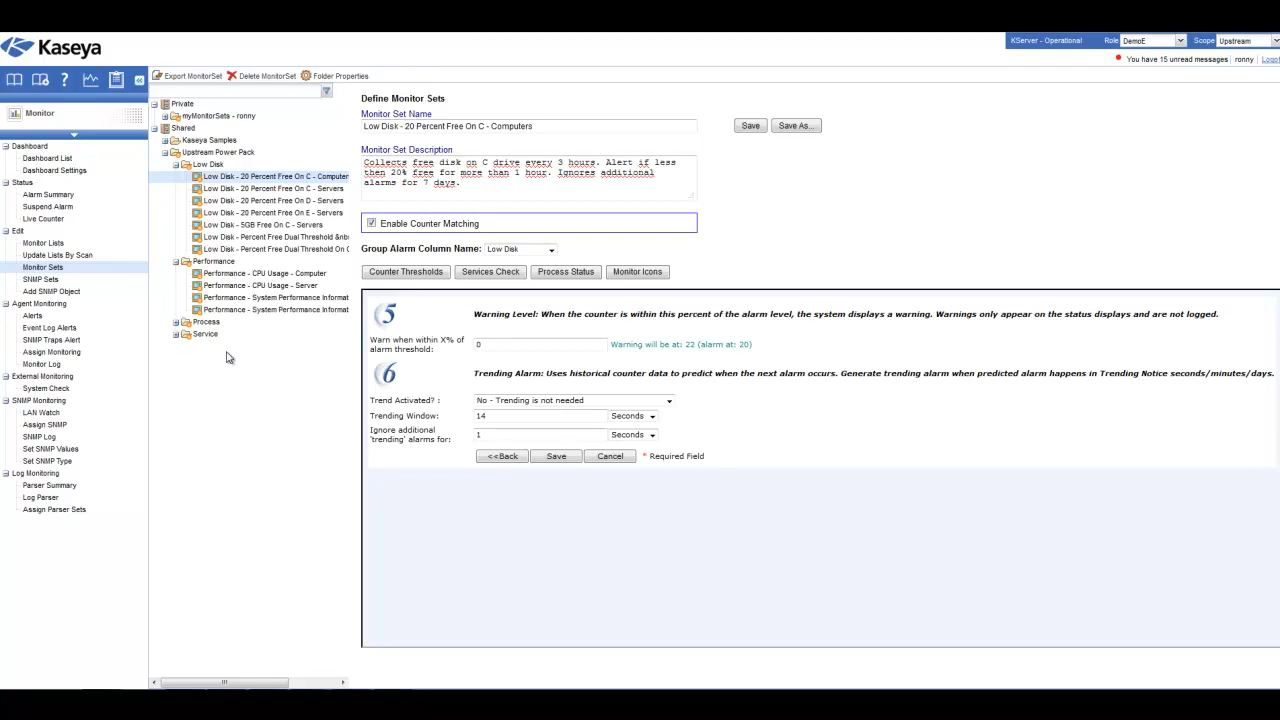 Kaseya
KServer - Operational
Role
DemoE
Scope
Upstream
You have 15 unread messages
ronny
Monitor
Dashboard
Dashboard List
Dashboard Settings
Status
Alarm Summary
Suspend Alarm
Live Counter
Edit
Monitor Lists
Update Lists By Scan
Monitor Sets
SNMP Sets
Add SNMP Object
Agent Monitoring
Alerts
Event Log Alerts
SNMP Traps Alert
Assign Monitoring
Monitor Log
External Monitoring
System Check
SNMP Monitoring
LAN Watch
Assign SNMP
SNMP Log
Set SNMP Values
Set SNMP Type
Log Monitoring
Parser Summary
Log Parser
Assign Parser Sets
Export MonitorSet
Delete MonitorSet
Folder Properties
Private
myMonitorSets - ronny
Shared
Kaseya Samples
Upstream Power Pack
Low Disk
Low Disk - 20 Percent Free On C - Computer
Low Disk - 20 Percent Free On C - Servers
Low Disk - 20 Percent Free On D - Servers
Low Disk - 20 Percent Free On E - Servers
Low Disk - 5GB Free On C - Servers
Low Disk - Percent Free Dual Threshold &nb
Low Disk - Percent Free Dual Threshold On C
Performance
Performance - CPU Usage - Computer
Performance - CPU Usage - Server
Performance - System Performance Informat
Performance - System Performance Informat
Process
Service
Define Monitor Sets
Monitor Set Name
Low Disk - 20 Percent Free On C - Computers
Save
Save As...
Monitor Set Description
Collects free disk on C drive every 3 hours. Alert if less
then 20% free for more than 1 hour. Ignores additional
alarms for 7 days.
Enable Counter Matching
Group Alarm Column Name: Low Disk
Counter Thresholds
Services Check
Process Status
Monitor Icons
5
Warning Level: When the counter is within this percent of the alarm level, the system displays a warning. Warnings only appear on the status displays and are not logged.
Warn when within X% of
alarm threshold:
0
Warning will be at: 22 (alarm at: 20)
6
Trending Alarm: Uses historical counter data to predict when the next alarm occurs. Generate trending alarm when predicted alarm happens in Trending Notice seconds/minutes/days.
Trend Activated? :
No - Trending is not needed
Trending Window:
14
Seconds
Ignore additional
'trending' alarms for:
1
Seconds
<<Back
Save
Cancel
* Required Field